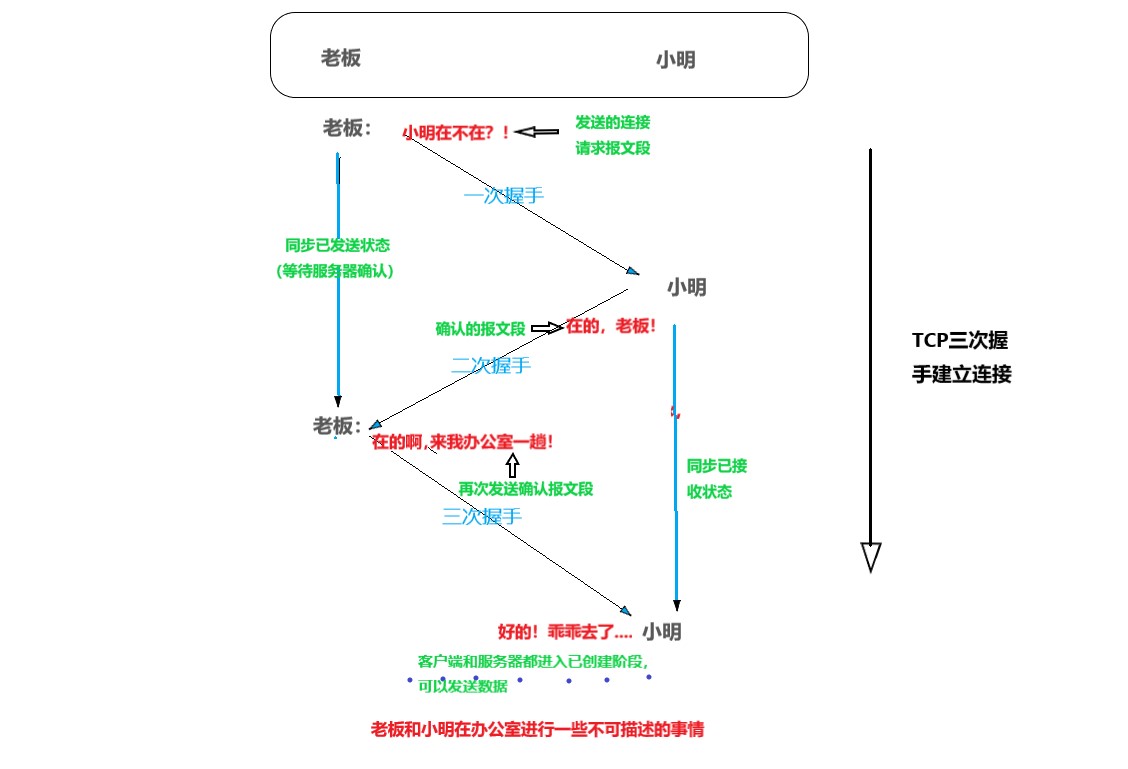 老板 小明
老板： 小明在不在？！ 发送的连接
请求报文段
一次握手
同步已发送状态
（等待服务器确认）
小明
确认的报文段 在的，老板！
TCP三次握
手建立连接
二次握手
老板：
在的啊，来我办公室一趟！
同步已接
收状态
再次发送确认报文段
三次握手
好的！乖乖去了.... 小明
客户端和服务器都进入已创建阶段，
可以发送数据
老板和小明在办公室进行一些不可描述的事情